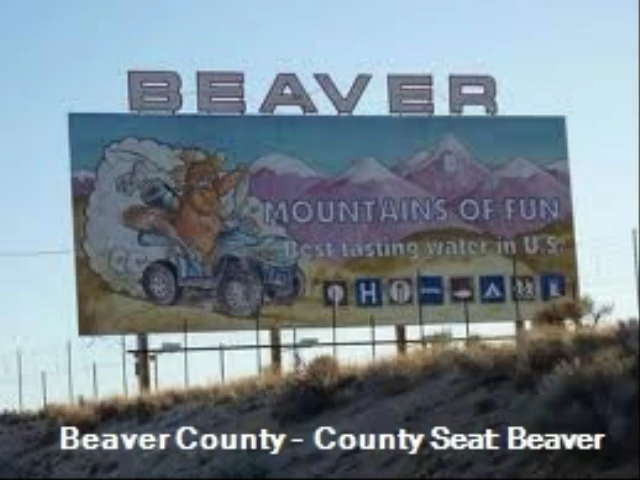 BEAVER
MOUNTAINS OF FUN
Best tasting water in U.S.
H
Beaver County - County Seat Beaver